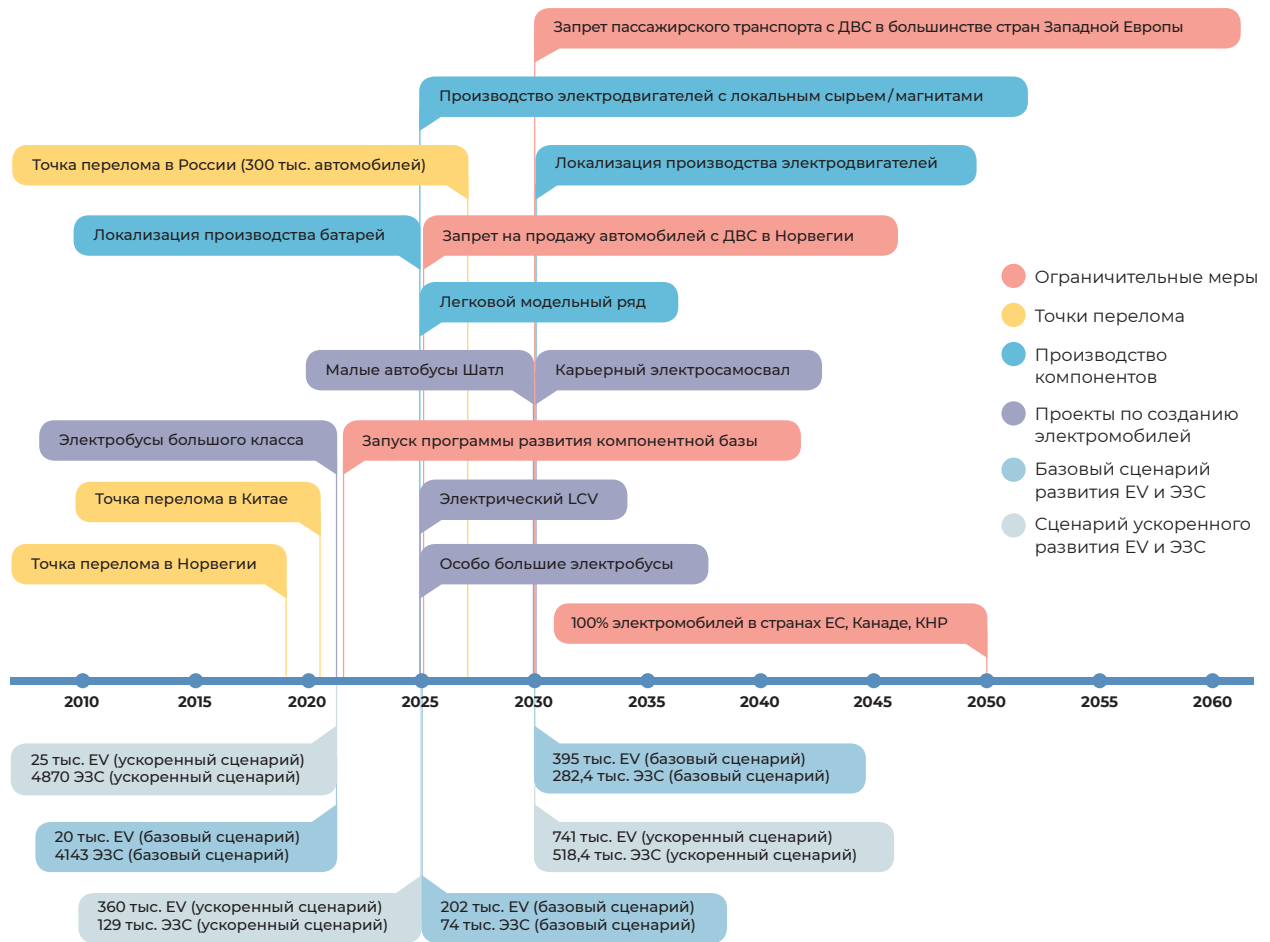 Запрет пассажирского транспорта с ДВС в большинстве стран Западной Европы
Производство электродвигателей с локальным сырьем/магнитами
Точка перелома в России (300 тыс. автомобилей)
Локализация производства электродвигателей
Локализация производства батарей
Запрет на продажу автомобилей с ДВС в Норвегии
Легковой модельный ряд
Малые автобусы Шатл
Карьерный электросамосвал
Электробусы большого класса
Запуск программы развития компонентной базы
Точка перелома в Китае
Электрический LCV
Точка перелома в Норвегии
Особо большие электробусы
100% электромобилей в странах ЕС, Канаде, КНР
Ограничительные меры
Точки перелома
Производство
компонентов
Проекты по созданию
электромобилей
Базовый сценарий
развития EV и ЭЗС
Сценарий ускоренного
развития EV и ЭЗС
2010 2015 2020 2025 2030 2035 2040 2045 2050 2055 2060
25 тыс. EV (ускоренный сценарий)
4870 ЭЗС (ускоренный сценарий)
395 тыс. EV (базовый сценарий)
282,4 тыс. ЭЗС (базовый сценарий)
20 тыс. EV (базовый сценарий)
4143 ЭЗС (базовый сценарий)
741 тыс. EV (ускоренный сценарий)
518,4 тыс. ЭЗС (ускоренный сценарий)
360 тыс. EV (ускоренный сценарий)
129 тыс. ЭЗС (ускоренный сценарий)
202 тыс. EV (базовый сценарий)
74 тыс. ЭЗС (базовый сценарий)